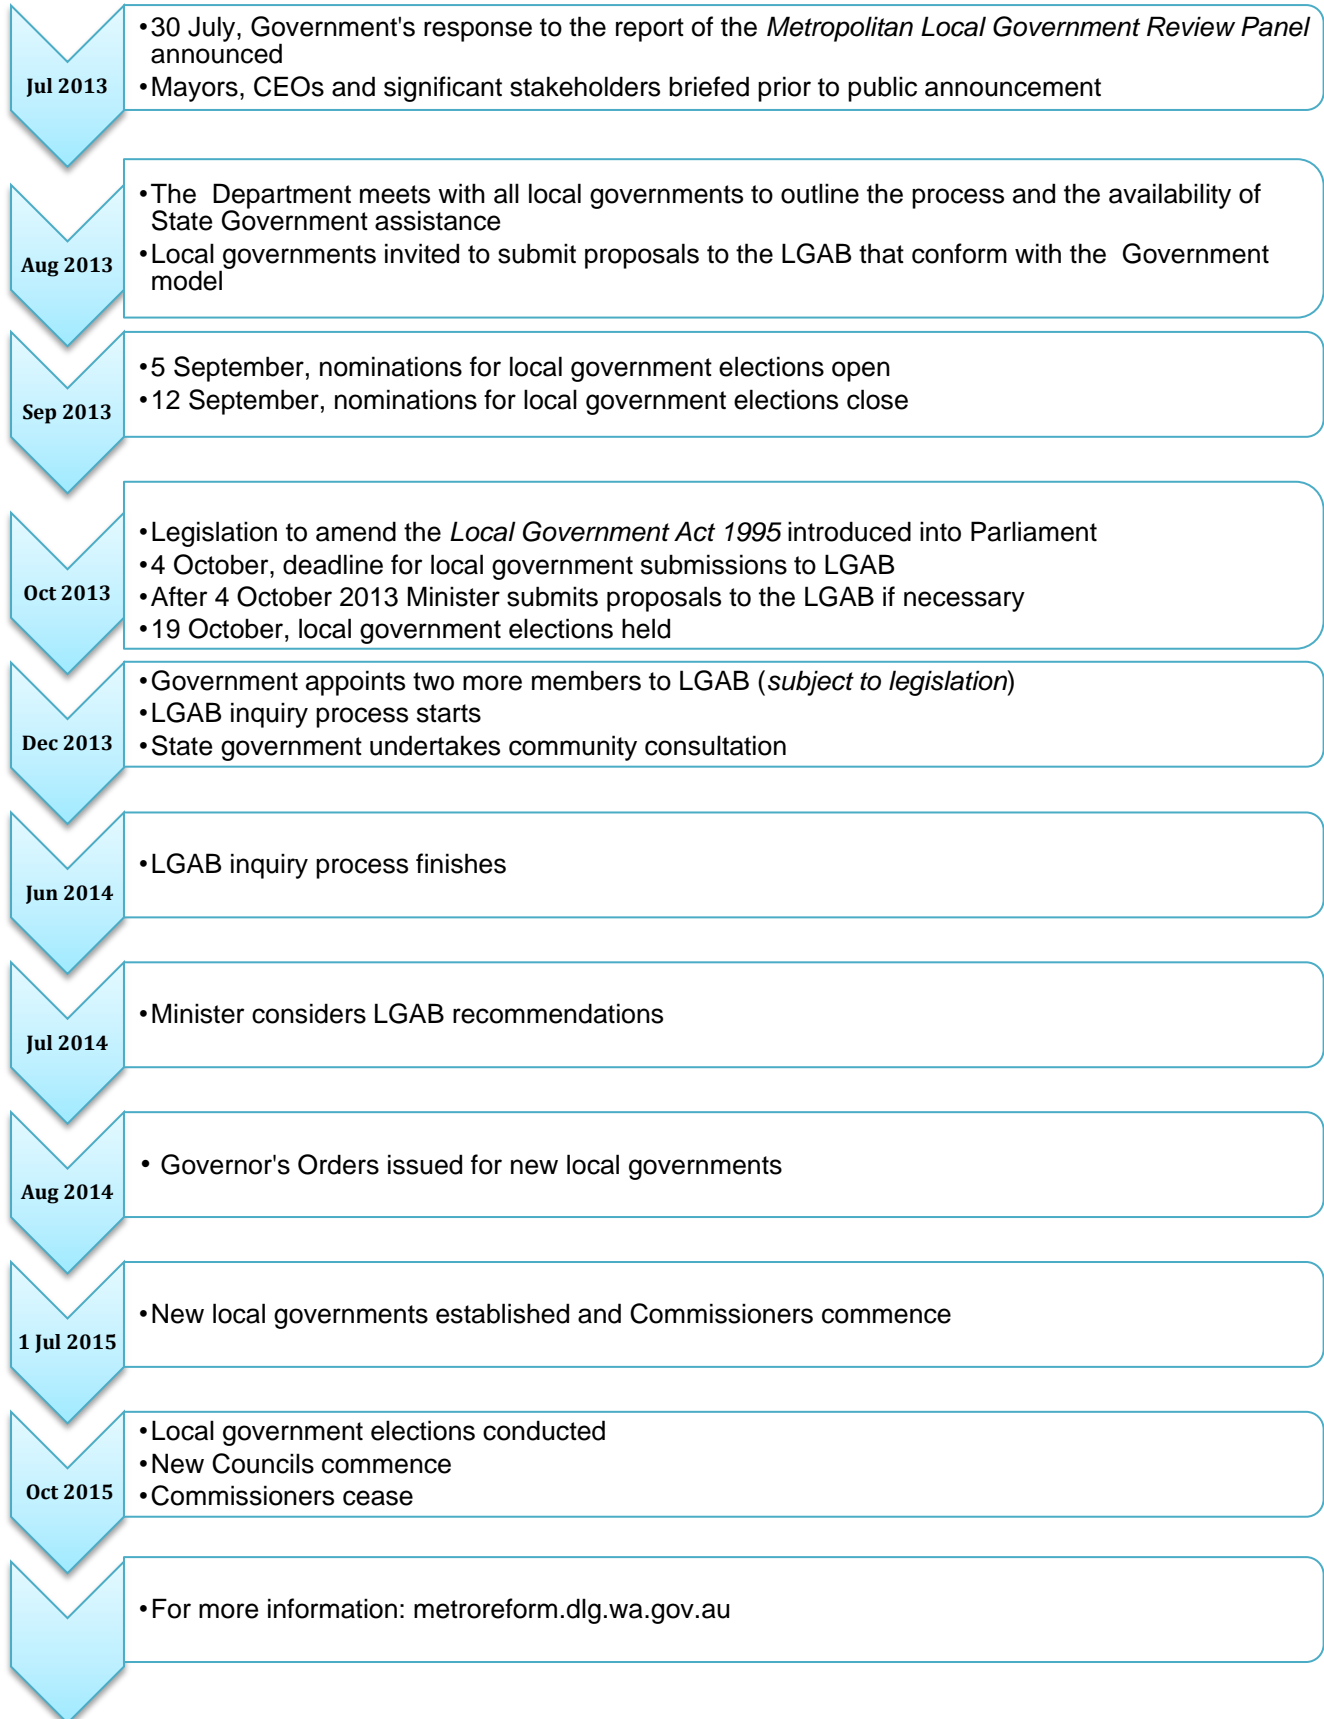 Jul 2013
•30 July, Government's response to the report of the Metropolitan Local Government Review Panel
announced
•Mayors, CEOs and significant stakeholders briefed prior to public announcement
Aug 2013
•The  Department meets with all local governments to outline the process and the availability of
State Government assistance
•Local governments invited to submit proposals to the LGAB that conform with the  Government
model
Sep 2013
•5 September, nominations for local government elections open
•12 September, nominations for local government elections close
Oct 2013
•Legislation to amend the Local Government Act 1995 introduced into Parliament
•4 October, deadline for local government submissions to LGAB
•After 4 October 2013 Minister submits proposals to the LGAB if necessary
•19 October, local government elections held
Dec 2013
•Government appoints two more members to LGAB (subject to legislation)
•LGAB inquiry process starts
•State government undertakes community consultation
Jun 2014
•LGAB inquiry process finishes
Jul 2014
•Minister considers LGAB recommendations
Aug 2014
• Governor's Orders issued for new local governments
1 Jul 2015
•New local governments established and Commissioners commence
Oct 2015
•Local government elections conducted
•New Councils commence
•Commissioners cease
•For more information: metroreform.dlg.wa.gov.au